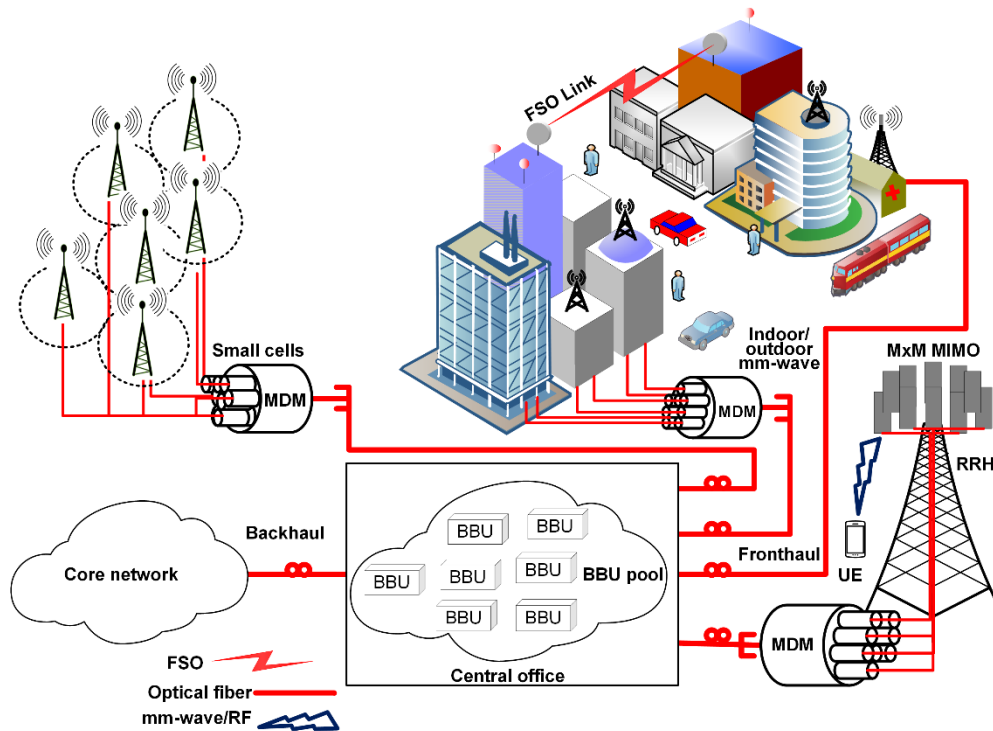 FSO Link
Small cells
MDM
Indoor/
outdoor
mm-wave
MDM
MxM MIMO
RRH
UE
Backhaul
Core network
BBU
BBU
BBU
BBU
BBU
BBU
BBU
BBU pool
Fronthaul
Central office
MDM
FSO
Optical fiber
mm-wave/RF